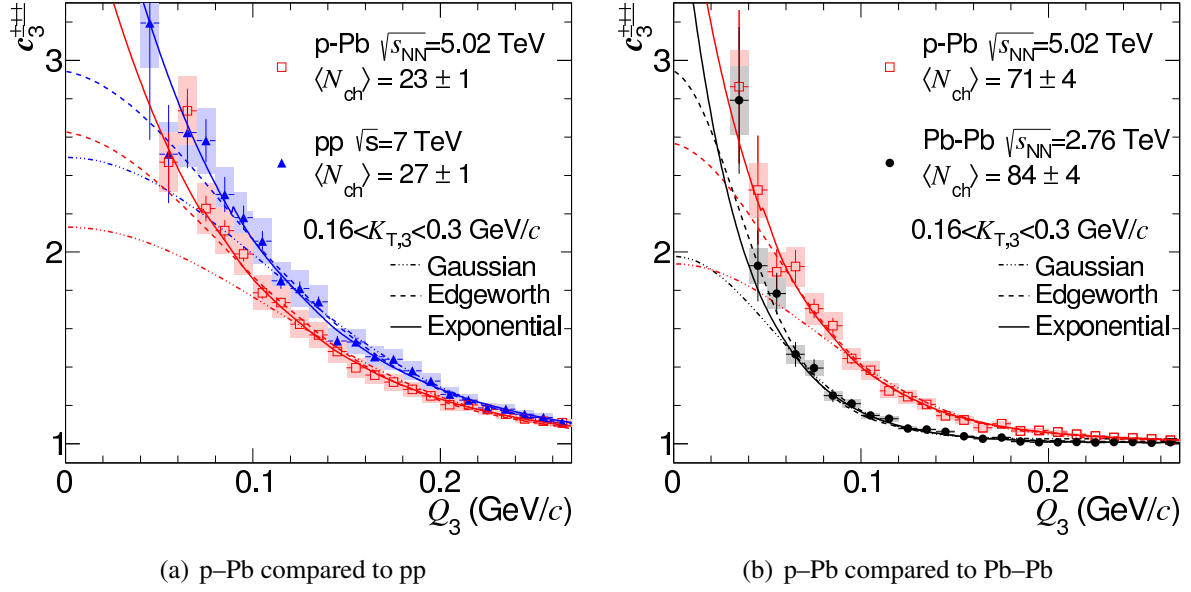 c₃^±±±
3
2
1
0
0.1
0.2
Q₃ (GeV/c)
p-Pb √s_NN=5.02 TeV
⟨N_ch⟩ = 23 ± 1
pp √s=7 TeV
⟨N_ch⟩ = 27 ± 1
0.16<K_T,3<0.3 GeV/c
Gaussian
Edgeworth
Exponential
(a) p–Pb compared to pp
c₃^±±±
3
2
1
0
0.1
0.2
Q₃ (GeV/c)
p-Pb √s_NN=5.02 TeV
⟨N_ch⟩ = 71 ± 4
Pb-Pb √s_NN=2.76 TeV
⟨N_ch⟩ = 84 ± 4
0.16<K_T,3<0.3 GeV/c
Gaussian
Edgeworth
Exponential
(b) p–Pb compared to Pb–Pb